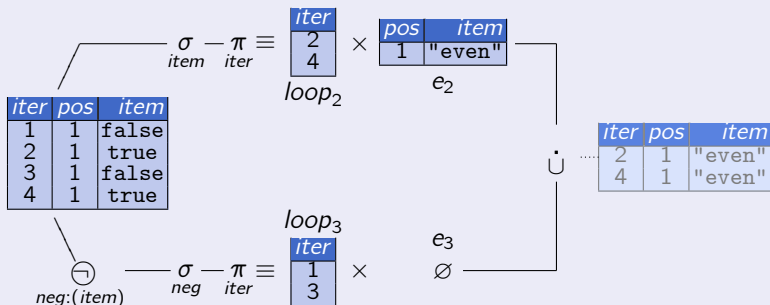 σ item π iter ≡
iter
2
4
loop₂
×
pos item
1 "even"
e₂
iter pos item
1 1 false
2 1 true
3 1 false
4 1 true
∪̇
iter pos item
2 1 "even"
4 1 "even"
¬
neg:(item)
σ neg π iter ≡
loop₃
iter
1
3
×
e₃
∅